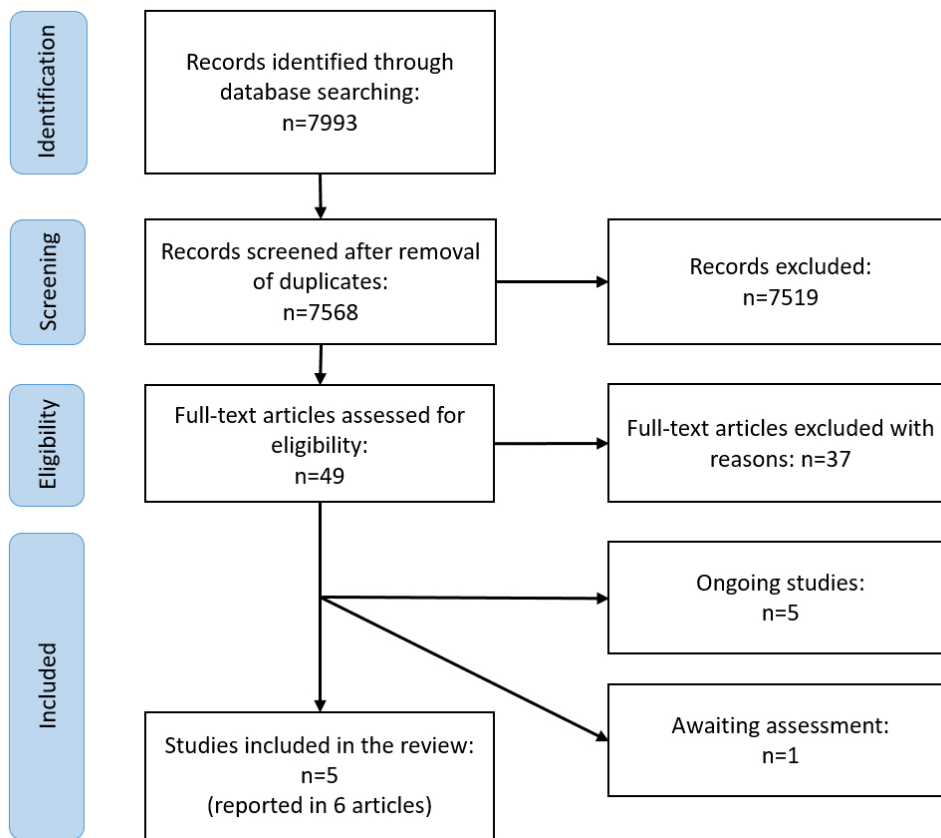 Identification
Records identified through
database searching:
n=7993
Screening
Records screened after removal
of duplicates:
n=7568
Records excluded:
n=7519
Eligibility
Full-text articles assessed for
eligibility:
n=49
Full-text articles excluded with
reasons: n=37
Included
Ongoing studies:
n=5
Awaiting assessment:
n=1
Studies included in the review:
n=5
(reported in 6 articles)